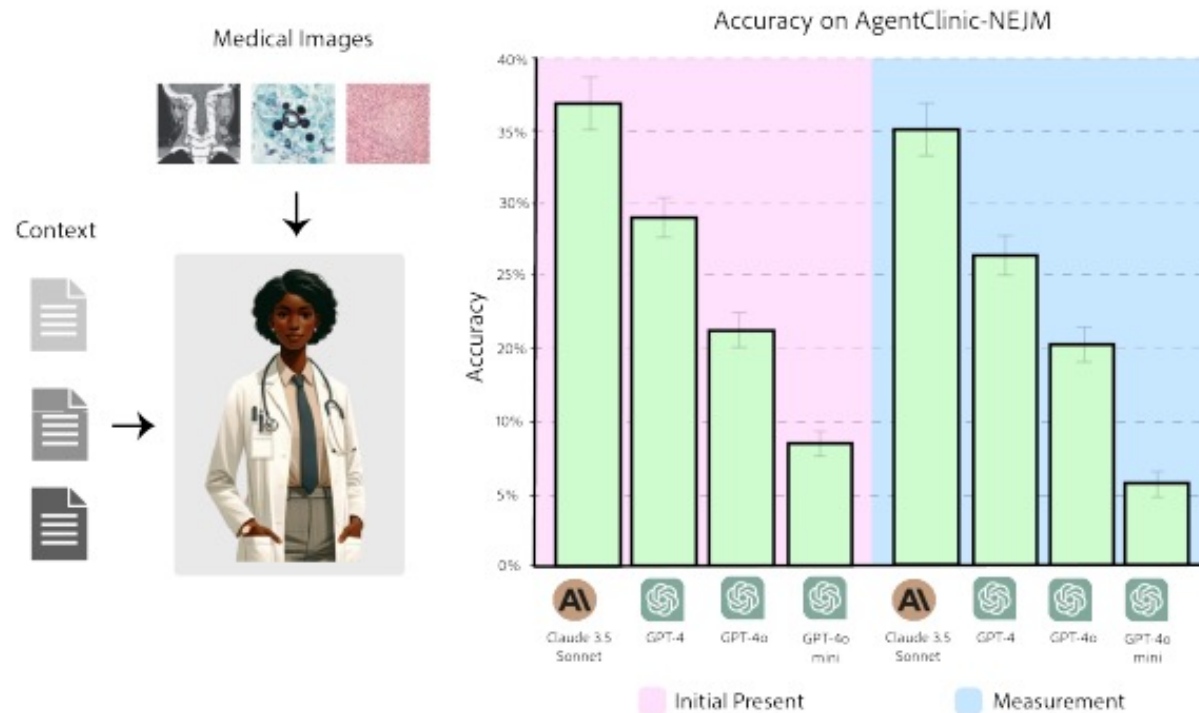 Medical Images
Context
Accuracy on AgentClinic-NEJM
Accuracy
40%
35%
30%
25%
20%
10%
5%
0%
Claude 3.5 Sonnet
GPT-4
GPT-4o
GPT-4o mini
Claude 3.5 Sonnet
GPT-4
GPT-4o
GPT-4o mini
Initial Present
Measurement